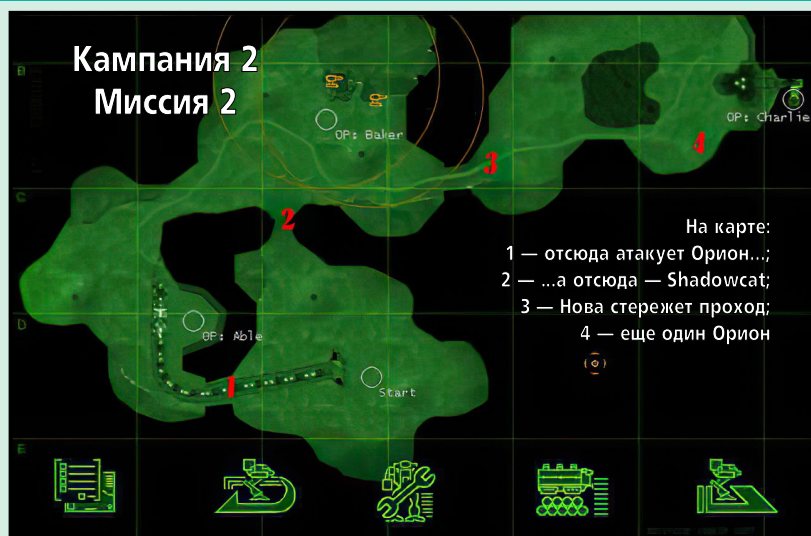 Кампания 2
Миссия 2
B
OP: Baker
OP: Charlie
4
3
C
2
На карте:
1 — отсюда атакует Орион...;
2 — ...а отсюда — Shadowcat;
3 — Нова стережет проход;
4 — еще один Орион
D
OP: Able
1
Start
E